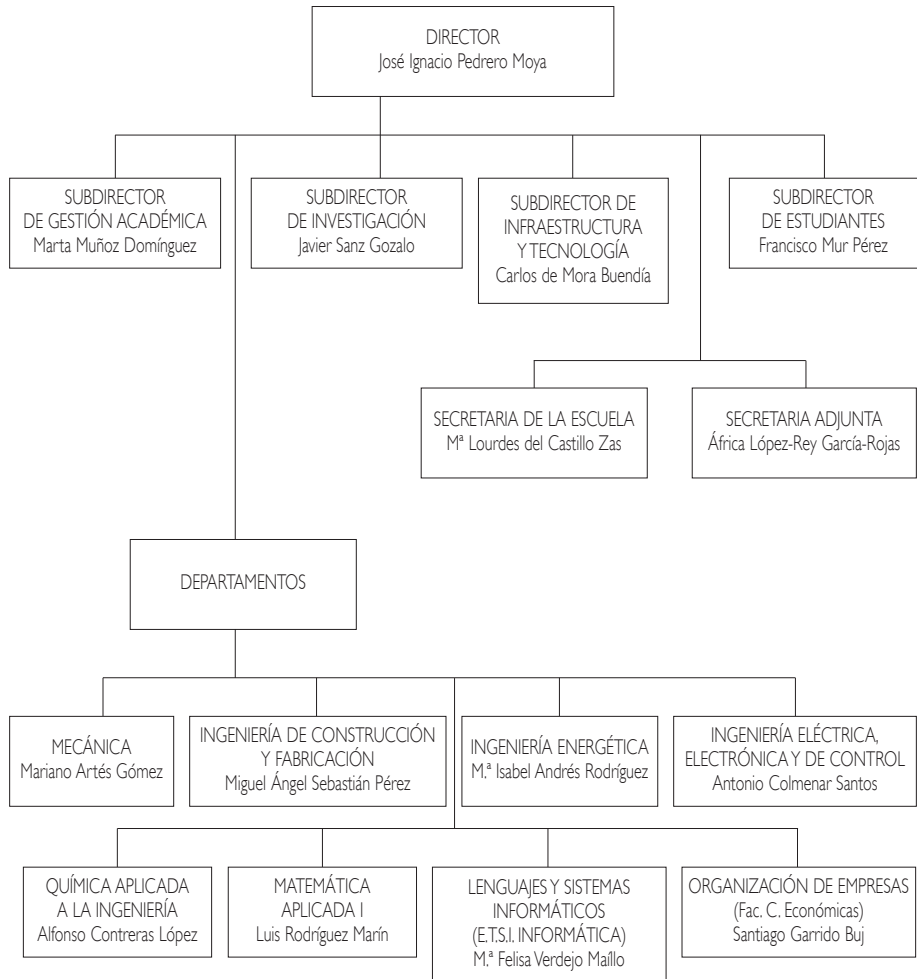 DIRECTOR
José Ignacio Pedrero Moya
SUBDIRECTOR
DE GESTIÓN ACADÉMICA
Marta Muñoz Domínguez
SUBDIRECTOR
DE INVESTIGACIÓN
Javier Sanz Gozalo
SUBDIRECTOR DE
INFRAESTRUCTURA
Y TECNOLOGÍA
Carlos de Mora Buendía
SUBDIRECTOR
DE ESTUDIANTES
Francisco Mur Pérez
SECRETARIA DE LA ESCUELA
Mª Lourdes del Castillo Zas
SECRETARIA ADJUNTA
África López-Rey García-Rojas
DEPARTAMENTOS
MECÁNICA
Mariano Artés Gómez
INGENIERÍA DE CONSTRUCCIÓN
Y FABRICACIÓN
Miguel Ángel Sebastián Pérez
INGENIERÍA ENERGÉTICA
M.ª Isabel Andrés Rodríguez
INGENIERÍA ELÉCTRICA,
ELECTRÓNICA Y DE CONTROL
Antonio Colmenar Santos
QUÍMICA APLICADA
A LA INGENIERÍA
Alfonso Contreras López
MATEMÁTICA
APLICADA I
Luis Rodríguez Marín
LENGUAJES Y SISTEMAS
INFORMÁTICOS
(E.T.S.I. INFORMÁTICA)
M.ª Felisa Verdejo Maíllo
ORGANIZACIÓN DE EMPRESAS
(Fac. C. Económicas)
Santiago Garrido Buj